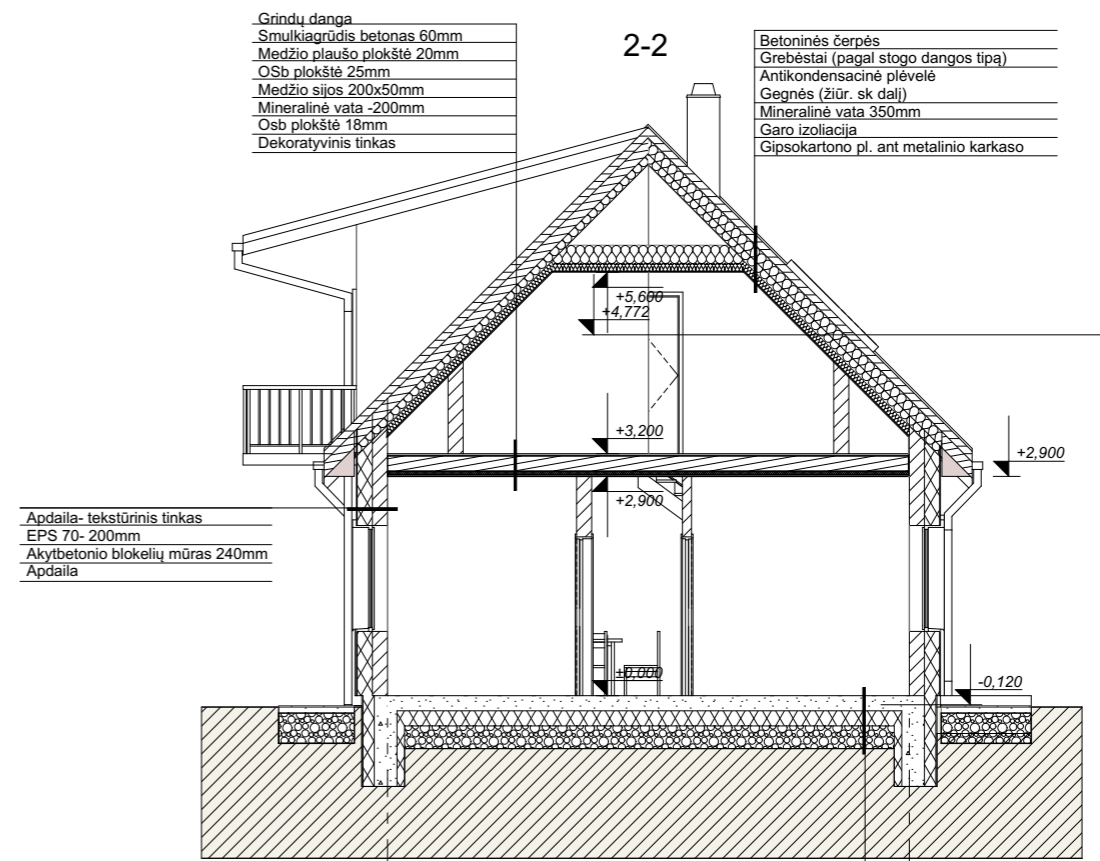 Grindų danga
Smulkiagrūdis betonas 60mm
Medžio plaušo plokštė 20mm
OSb plokštė 25mm
Medžio sijos 200x50mm
Mineralinė vata -200mm
Osb plokštė 18mm
Dekoratyvinis tinkas
2-2
Betoninės čerpės
Grebėstai (pagal stogo dangos tipą)
Antikondensacinė plėvelė
Gegnės (žiūr. sk dalį)
Mineralinė vata 350mm
Garo izoliacija
Gipsokartono pl. ant metalinio karkaso
+5,600
+4,772
+3,200
+2,900
+2,900
Apdaila- tekstūrinis tinkas
EPS 70- 200mm
Akytbetonio blokelių mūras 240mm
Apdaila
±0,000
-0,120